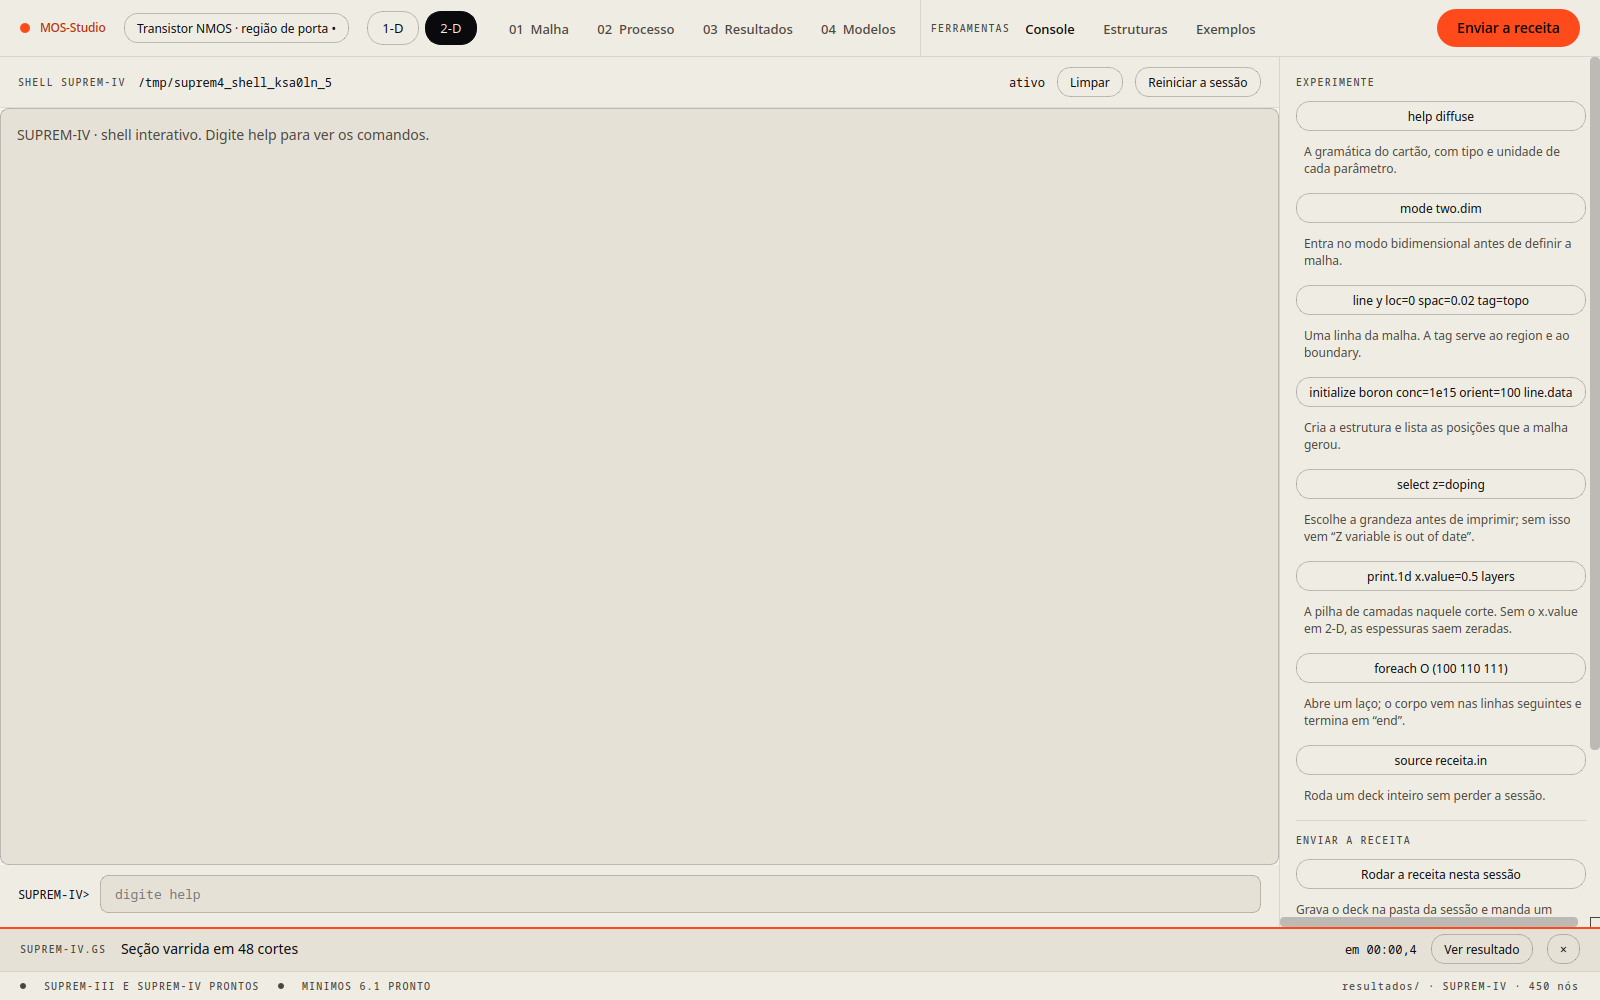 MOS-Studio
Transistor NMOS · região de porta •
1-D
2-D
01 Malha
02 Processo
03 Resultados
04 Modelos
FERRAMENTAS
Console
Estruturas
Exemplos
Enviar a receita
SHELL SUPREM-IV /tmp/suprem4_shell_ksa0ln_5
ativo
Limpar
Reiniciar a sessão
SUPREM-IV · shell interativo. Digite help para ver os comandos.
SUPREM-IV>
digite help
EXPERIMENTE
help diffuse
A gramática do cartão, com tipo e unidade de
cada parâmetro.
mode two.dim
Entra no modo bidimensional antes de definir a
malha.
line y loc=0 spac=0.02 tag=topo
Uma linha da malha. A tag serve ao region e ao
boundary.
initialize boron conc=1e15 orient=100 line.data
Cria a estrutura e lista as posições que a malha
gerou.
select z=doping
Escolhe a grandeza antes de imprimir; sem isso
vem “Z variable is out of date”.
print.1d x.value=0.5 layers
A pilha de camadas naquele corte. Sem o x.value
em 2-D, as espessuras saem zeradas.
foreach O (100 110 111)
Abre um laço; o corpo vem nas linhas seguintes e
termina em “end”.
source receita.in
Roda um deck inteiro sem perder a sessão.
ENVIAR A RECEITA
Rodar a receita nesta sessão
Grava o deck na pasta da sessão e manda um
SUPREM-IV.GS Seção varrida em 48 cortes
em 00:00,4
Ver resultado
×
SUPREM-III E SUPREM-IV PRONTOS
MINIMOS 6.1 PRONTO
resultados/ · SUPREM-IV · 450 nós